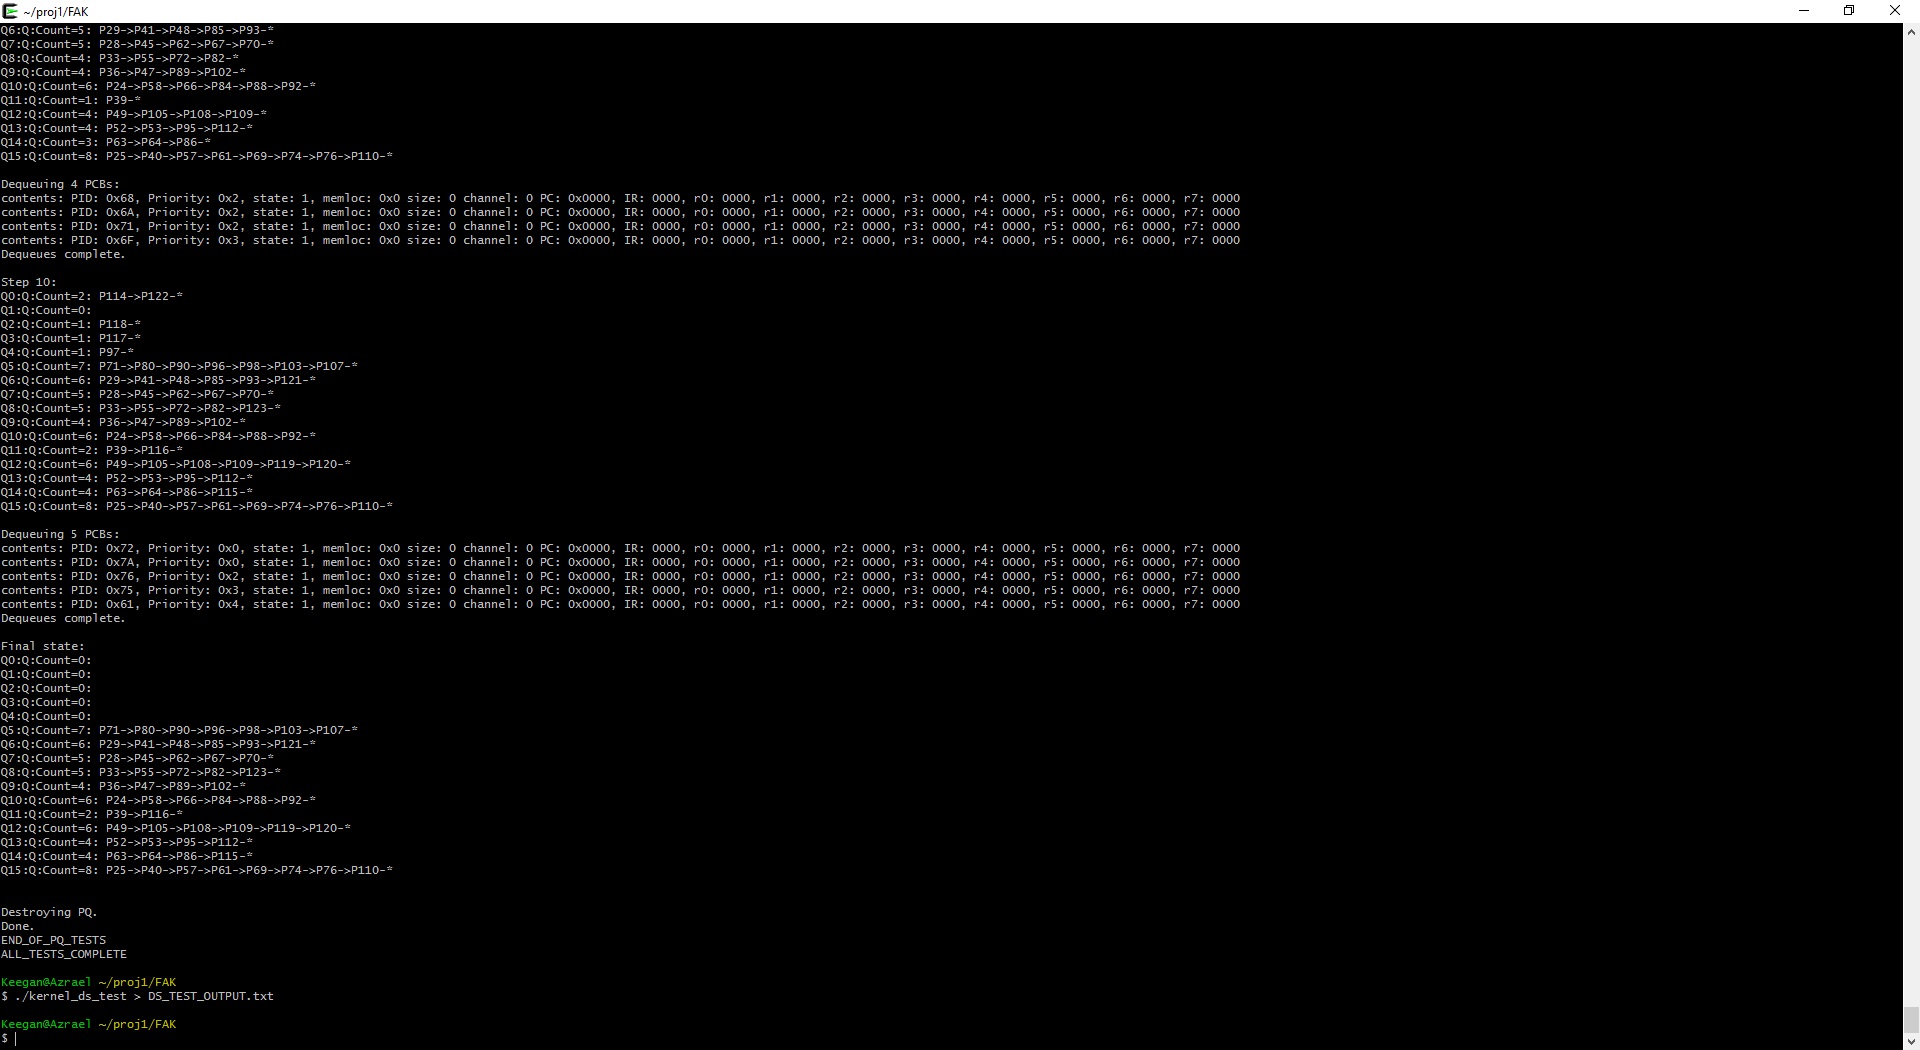 ~/proj1/FAK
Q6:Q:Count=5: P29->P41->P48->P85->P93-*
Q7:Q:Count=5: P28->P45->P62->P67->P70-*
Q8:Q:Count=4: P33->P55->P72->P82-*
Q9:Q:Count=4: P36->P47->P89->P102-*
Q10:Q:Count=6: P24->P58->P66->P84->P88->P92-*
Q11:Q:Count=1: P39-*
Q12:Q:Count=4: P49->P105->P108->P109-*
Q13:Q:Count=4: P52->P53->P95->P112-*
Q14:Q:Count=3: P63->P64->P86-*
Q15:Q:Count=8: P25->P40->P57->P61->P69->P74->P76->P110-*
Dequeuing 4 PCBs:
contents: PID: 0x68, Priority: 0x2, state: 1, memloc: 0x0 size: 0 channel: 0 PC: 0x0000, IR: 0000, r0: 0000, r1: 0000, r2: 0000, r3: 0000, r4: 0000, r5: 0000, r6: 0000, r7: 0000
contents: PID: 0x6A, Priority: 0x2, state: 1, memloc: 0x0 size: 0 channel: 0 PC: 0x0000, IR: 0000, r0: 0000, r1: 0000, r2: 0000, r3: 0000, r4: 0000, r5: 0000, r6: 0000, r7: 0000
contents: PID: 0x71, Priority: 0x2, state: 1, memloc: 0x0 size: 0 channel: 0 PC: 0x0000, IR: 0000, r0: 0000, r1: 0000, r2: 0000, r3: 0000, r4: 0000, r5: 0000, r6: 0000, r7: 0000
contents: PID: 0x6F, Priority: 0x3, state: 1, memloc: 0x0 size: 0 channel: 0 PC: 0x0000, IR: 0000, r0: 0000, r1: 0000, r2: 0000, r3: 0000, r4: 0000, r5: 0000, r6: 0000, r7: 0000
Dequeues complete.
Step 10:
Q0:Q:Count=2: P114->P122-*
Q1:Q:Count=0:
Q2:Q:Count=1: P118-*
Q3:Q:Count=1: P117-*
Q4:Q:Count=1: P97-*
Q5:Q:Count=7: P71->P80->P90->P96->P98->P103->P107-*
Q6:Q:Count=6: P29->P41->P48->P85->P93->P121-*
Q7:Q:Count=5: P28->P45->P62->P67->P70-*
Q8:Q:Count=5: P33->P55->P72->P82->P123-*
Q9:Q:Count=4: P36->P47->P89->P102-*
Q10:Q:Count=6: P24->P58->P66->P84->P88->P92-*
Q11:Q:Count=2: P39->P116-*
Q12:Q:Count=6: P49->P105->P108->P109->P119->P120-*
Q13:Q:Count=4: P52->P53->P95->P112-*
Q14:Q:Count=4: P63->P64->P86->P115-*
Q15:Q:Count=8: P25->P40->P57->P61->P69->P74->P76->P110-*
Dequeuing 5 PCBs:
contents: PID: 0x72, Priority: 0x0, state: 1, memloc: 0x0 size: 0 channel: 0 PC: 0x0000, IR: 0000, r0: 0000, r1: 0000, r2: 0000, r3: 0000, r4: 0000, r5: 0000, r6: 0000, r7: 0000
contents: PID: 0x7A, Priority: 0x0, state: 1, memloc: 0x0 size: 0 channel: 0 PC: 0x0000, IR: 0000, r0: 0000, r1: 0000, r2: 0000, r3: 0000, r4: 0000, r5: 0000, r6: 0000, r7: 0000
contents: PID: 0x76, Priority: 0x2, state: 1, memloc: 0x0 size: 0 channel: 0 PC: 0x0000, IR: 0000, r0: 0000, r1: 0000, r2: 0000, r3: 0000, r4: 0000, r5: 0000, r6: 0000, r7: 0000
contents: PID: 0x75, Priority: 0x3, state: 1, memloc: 0x0 size: 0 channel: 0 PC: 0x0000, IR: 0000, r0: 0000, r1: 0000, r2: 0000, r3: 0000, r4: 0000, r5: 0000, r6: 0000, r7: 0000
contents: PID: 0x61, Priority: 0x4, state: 1, memloc: 0x0 size: 0 channel: 0 PC: 0x0000, IR: 0000, r0: 0000, r1: 0000, r2: 0000, r3: 0000, r4: 0000, r5: 0000, r6: 0000, r7: 0000
Dequeues complete.
Final state:
Q0:Q:Count=0:
Q1:Q:Count=0:
Q2:Q:Count=0:
Q3:Q:Count=0:
Q4:Q:Count=0:
Q5:Q:Count=7: P71->P80->P90->P96->P98->P103->P107-*
Q6:Q:Count=6: P29->P41->P48->P85->P93->P121-*
Q7:Q:Count=5: P28->P45->P62->P67->P70-*
Q8:Q:Count=5: P33->P55->P72->P82->P123-*
Q9:Q:Count=4: P36->P47->P89->P102-*
Q10:Q:Count=6: P24->P58->P66->P84->P88->P92-*
Q11:Q:Count=2: P39->P116-*
Q12:Q:Count=6: P49->P105->P108->P109->P119->P120-*
Q13:Q:Count=4: P52->P53->P95->P112-*
Q14:Q:Count=4: P63->P64->P86->P115-*
Q15:Q:Count=8: P25->P40->P57->P61->P69->P74->P76->P110-*
Destroying PQ.
Done.
END_OF_PQ_TESTS
ALL_TESTS_COMPLETE
Keegan@Azrael ~/proj1/FAK
$ ./kernel_ds_test > DS_TEST_OUTPUT.txt
Keegan@Azrael ~/proj1/FAK
$